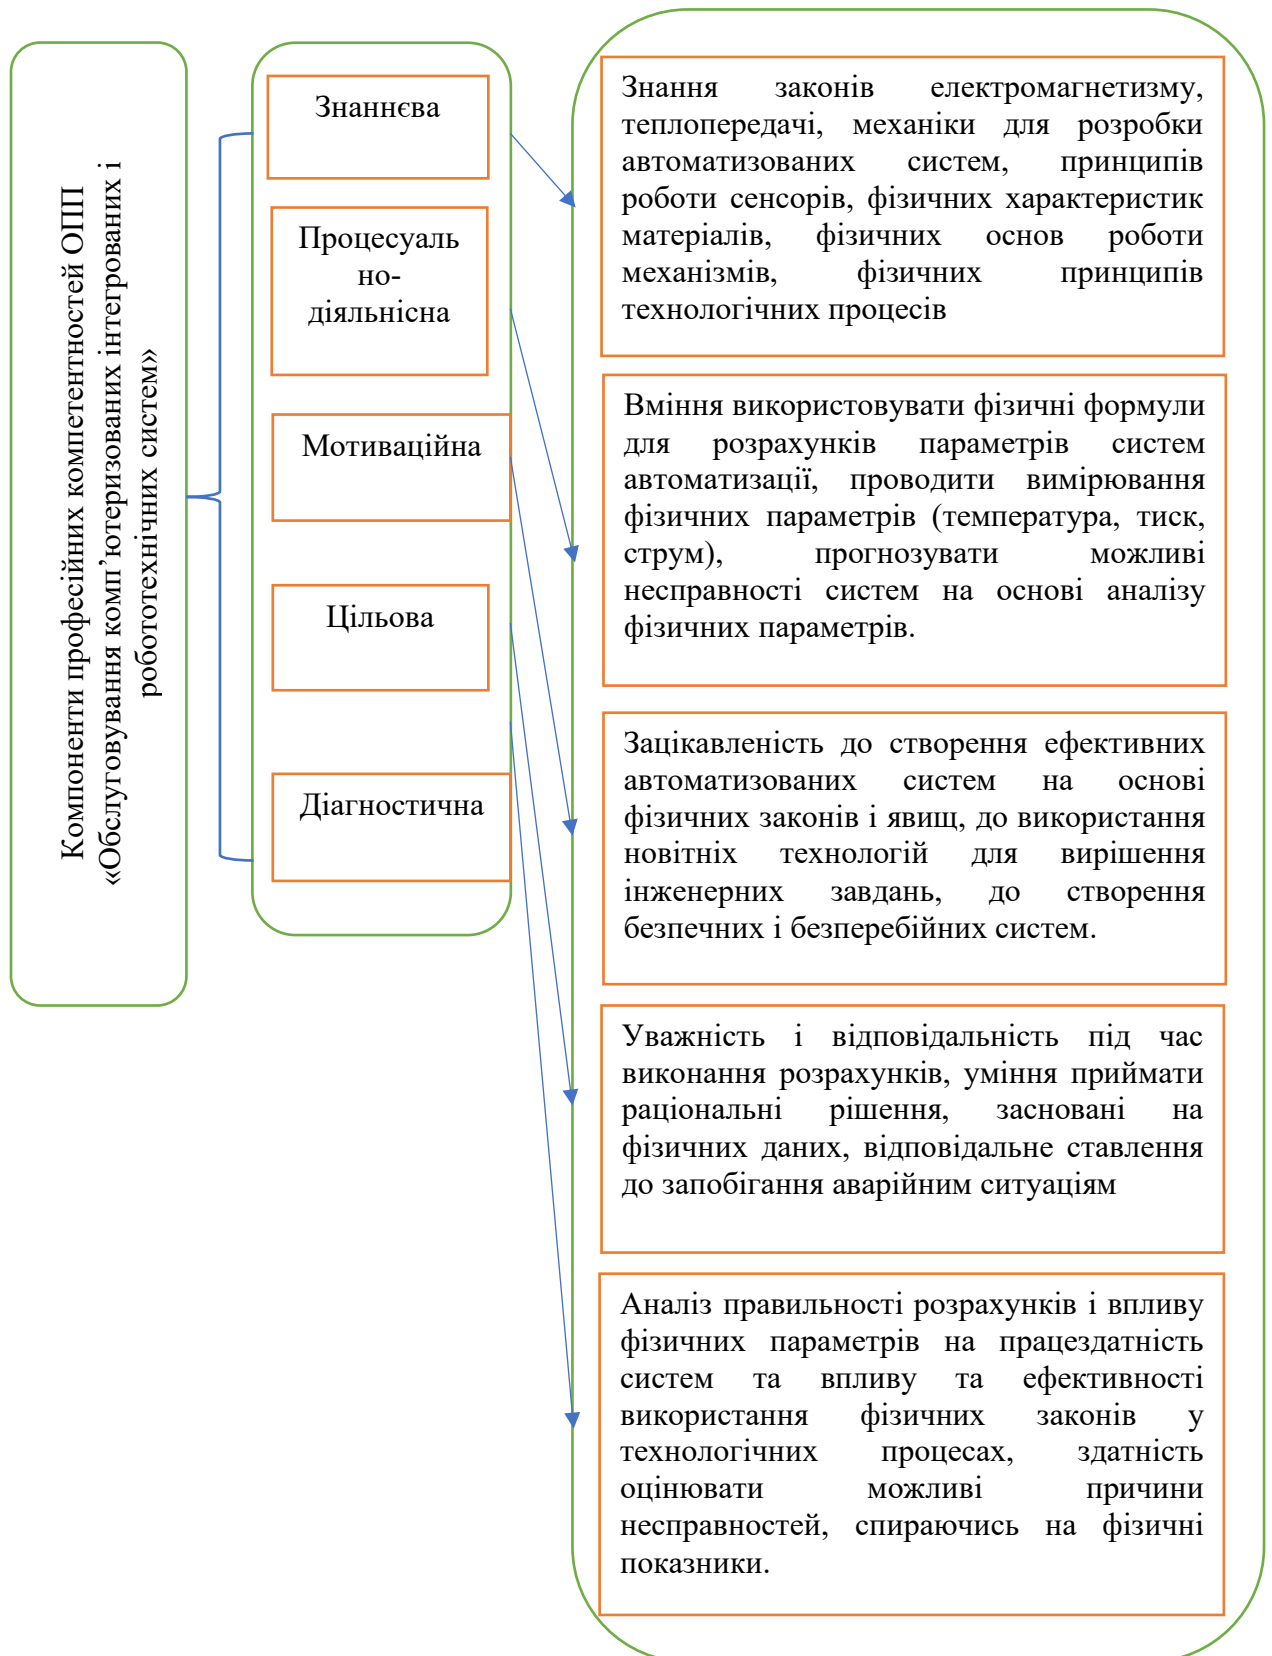 Компоненти професійних компетентностей ОПП
«Обслуговування комп’ютеризованих інтегрованих і
робототехнічних систем»
Знаннєва
Процесуаль
но-
діяльнісна
Мотиваційна
Цільова
Діагностична
Знання законів електромагнетизму,
теплопередачі, механіки для розробки
автоматизованих систем, принципів
роботи сенсорів, фізичних характеристик
матеріалів, фізичних основ роботи
механізмів, фізичних принципів
технологічних процесів
Вміння використовувати фізичні формули
для розрахунків параметрів систем
автоматизації, проводити вимірювання
фізичних параметрів (температура, тиск,
струм), прогнозувати можливі
несправності систем на основі аналізу
фізичних параметрів.
Зацікавленість до створення ефективних
автоматизованих систем на основі
фізичних законів і явищ, до використання
новітніх технологій для вирішення
інженерних завдань, до створення
безпечних і безперебійних систем.
Уважність і відповідальність під час
виконання розрахунків, уміння приймати
раціональні рішення, засновані на
фізичних даних, відповідальне ставлення
до запобігання аварійним ситуаціям
Аналіз правильності розрахунків і впливу
фізичних параметрів на працездатність
систем та впливу та ефективності
використання фізичних законів у
технологічних процесах, здатність
оцінювати можливі причини
несправностей, спираючись на фізичні
показники.